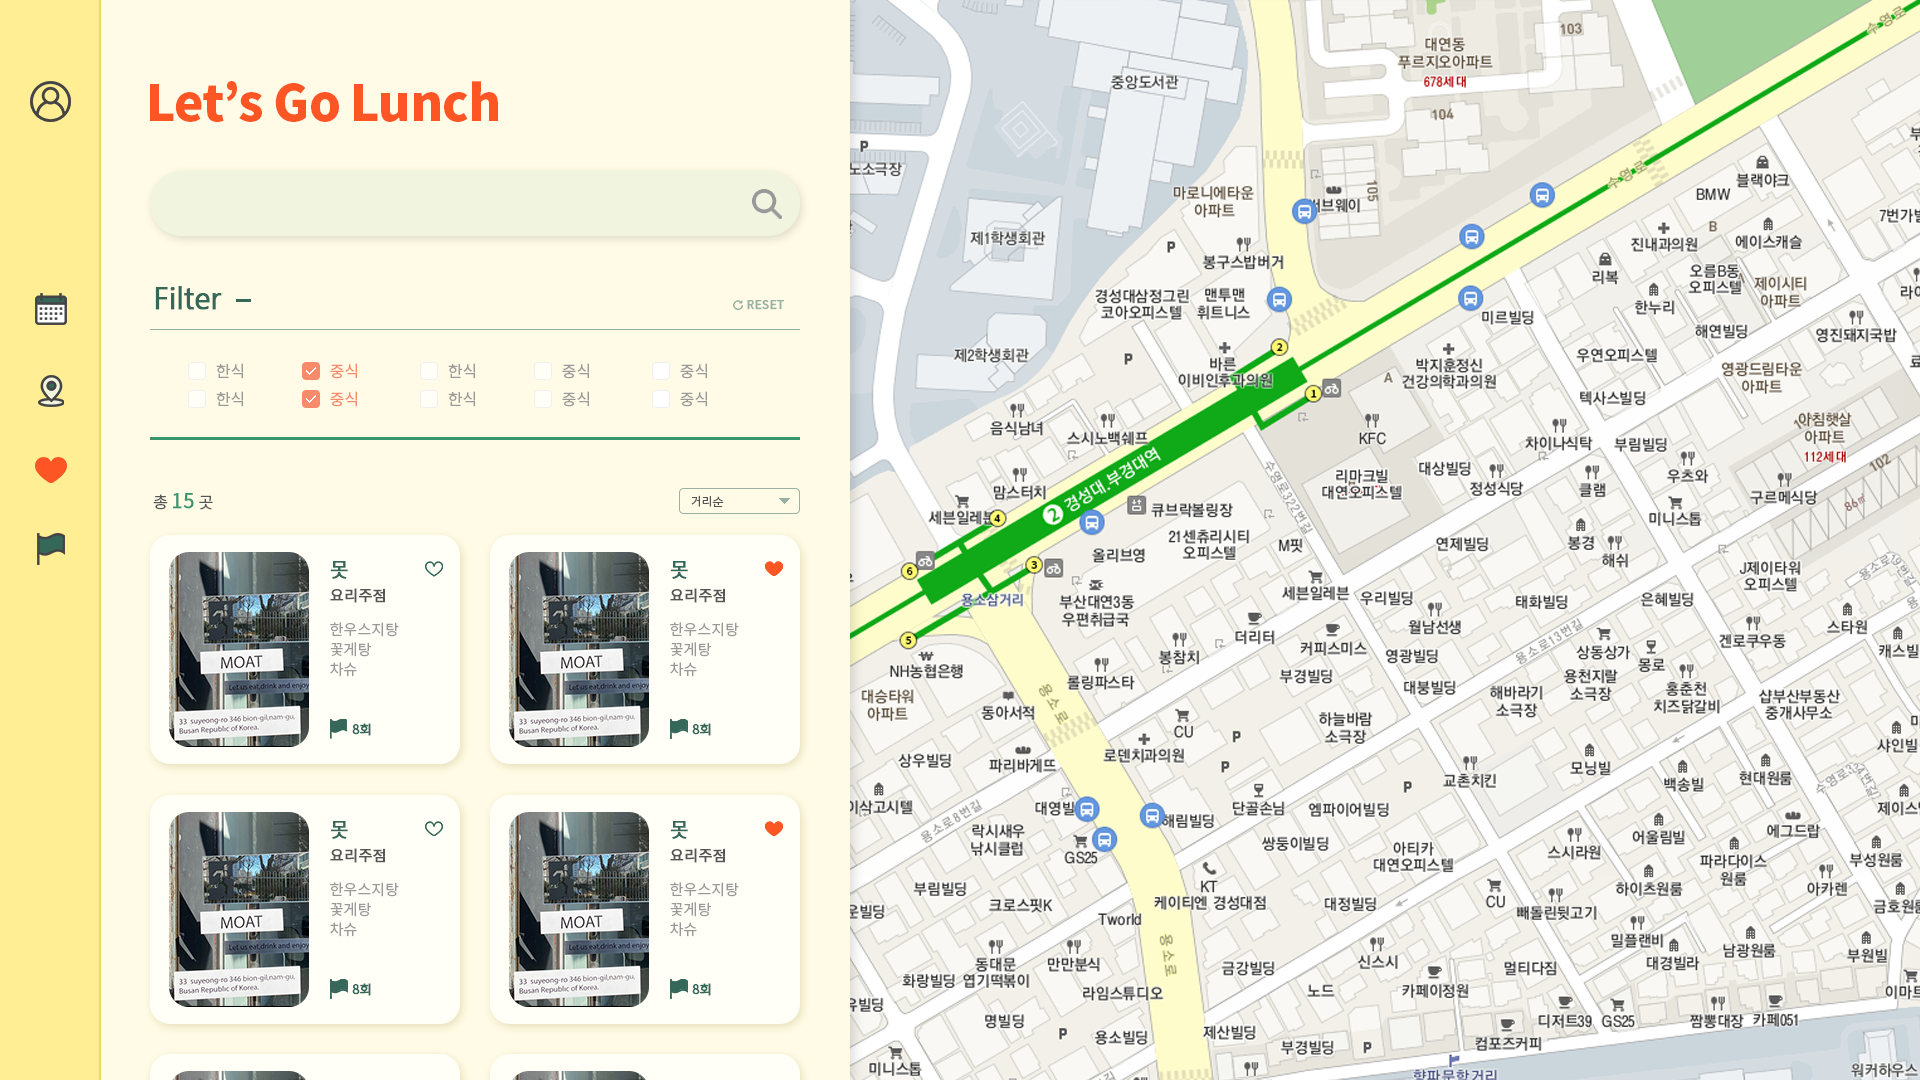 Let's Go Lunch
Filter –
RESET
한식 중식 한식 중식 중식
한식 중식 한식 중식 중식
총 15 곳
거리순
못
요리주점
한우스지탕
꽃게탕
차슈
8회
MOAT
Let us eat,drink and enjoy
33 suyeong-ro 346 bion-gil,nam-gu,
Busan Republic of Korea.
못
요리주점
한우스지탕
꽃게탕
차슈
8회
MOAT
Let us eat,drink and enjoy
33 suyeong-ro 346 bion-gil,nam-gu,
Busan Republic of Korea.
못
요리주점
한우스지탕
꽃게탕
차슈
8회
MOAT
Let us eat,drink and enjoy
33 suyeong-ro 346 bion-gil,nam-gu,
Busan Republic of Korea.
못
요리주점
한우스지탕
꽃게탕
차슈
8회
MOAT
Let us eat,drink and enjoy
33 suyeong-ro 346 bion-gil,nam-gu,
Busan Republic of Korea.
수영로
103
대연동
푸르지오아파트
678세대
중앙도서관
104
P
노소극장
수영로
블랙야크
BMW
마로니에타운
아파트
105
브웨이
7번가
제1학생회관
P
B
진내과의원
에이스캐슬
봉구스밥버거
리복
오름B동
오피스텔
제이시티
아파트
경성대삼정그린
코아오피스텔
맨투맨
휘트니스
한누리
미르빌딩
해연빌딩
영진돼지국밥
제2학생회관
P
2
바른
이비인후과의원
박지훈정신
건강의학과의원
우연오피스텔
영광드림타운
아파트
A
1
텍사스빌딩
음식남녀
스시노백쉐프
KFC
차이나식탁
부림빌딩
아침햇살
아파트
112세대
102
2 경성대.부경대역
수영로322번길
리마크빌
대연오피스텔
대상빌딩
정성식당
클램
우츠와
구르메식당
맘스터치
세븐일레븐
4
큐브락볼링장
미니스톱
86㎡
21센츄리시티
오피스텔
M핏
연제빌딩
봉경
해쉬
올리브영
6
3
J제이타워
오피스텔
용소삼거리
부산대연3동
우편취급국
세븐일레븐
우리빌딩
태화빌딩
은혜빌딩
5
더리터
월남선생
겐로쿠우동
스타원
NH농협은행
봉참치
커피스미스
영광빌딩
용소로13번길
상동상가
몽로
캐스빌
대승타워
아파트
롤링파스타
부경빌딩
대붕빌딩
용천지랄
소극장
해바라기
소극장
홍춘천
치즈닭갈비
샵부산부동산
중개사무소
동아서적
용소로
CU
하늘바람
소극장
P
샤인빌
상우빌딩
파리바게뜨
로덴치과의원
P
교촌치킨
모닝빌
백송빌
현대원룸
수영로334번길
P
이삭고시텔
대영빌
단골손님
엠파이어빌딩
제이스
용소로8번길
해림빌딩
락시새우
낚시클럽
GS25
쌍둥이빌딩
아티카
대연오피스텔
스시라원
어울림빌
에그드랍
파라다이스
원룸
부성원룸
KT
케이티엔 경성대점
부림빌딩
크로스핏K
CU
빼돌린뒷고기
하이츠원룸
아카렌
금호원룸
운빌딩
Tworld
대정빌딩
용소로
밀플랜비
남광원룸
부원빌
동대문
엽기떡볶이
만만분식
금강빌딩
신스시
멀티다짐
대경빌라
화랑빌딩
라임스튜디오
노드
카페이정원
이마트
유빌딩
명빌딩
P
용소빌딩
제산빌딩
디저트39
GS25
짬뽕대장
카페051
부경빌딩
P
컴포즈커피
미니스톱
향파문학거리
워커하우스